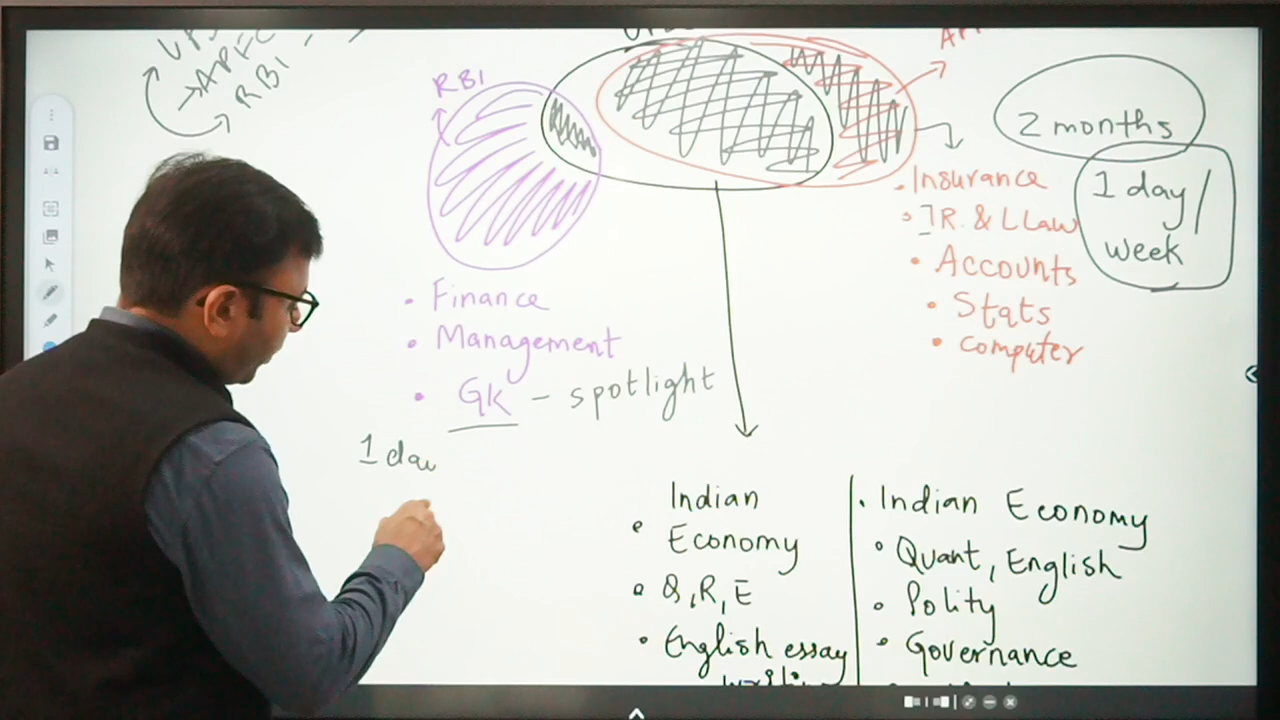 APFC
RBI
RBI
2 months
1 day/
week
• Insurance
• IR. & L Law
• Accounts
• Stats
• computer
• Finance
• Management
• GK - spotlight
1 day
Indian
• Economy
• Q,R,E
• English essay
• Indian Economy
• Quant, English
• Polity
• Governance